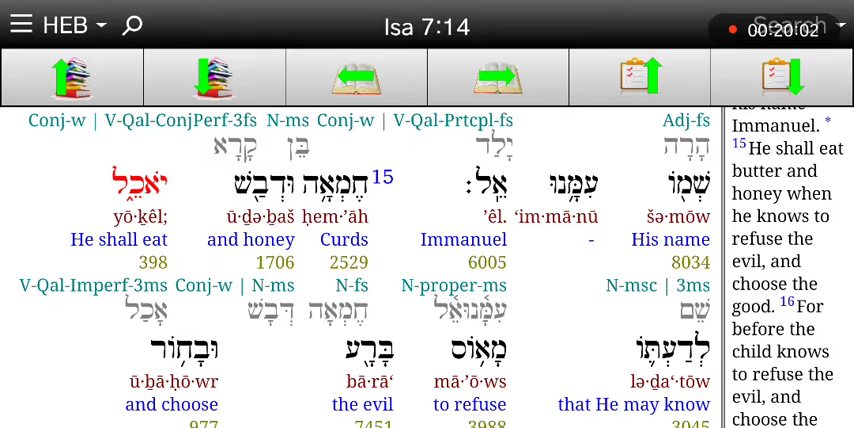 HEB
Isa 7:14
Search
00:20:02
Conj-w | V-Qal-ConjPerf-3fs N-ms Conj-w | V-Qal-Prtcpl-fs Adj-fs
הָרָה יָלַד בֵּן קָרָא
שְׁמ֖וֹ עִמָּ֥נוּ אֵֽל׃ 15 חֶמְאָ֥ה וּדְבַ֖שׁ יֹאכֵ֑ל
yō·ḵêl; ū·ḏə·ḇaš ḥem·’āh ’êl. ‘im·mā·nū šə·mōw
He shall eat and honey Curds Immanuel - His name
398 1706 2529 6005 8034
V-Qal-Imperf-3ms Conj-w | N-ms N-fs N-proper-ms N-msc | 3ms
שֵׁם עִמָּנוּאֵל חֶמְאָה דְּבָשׁ אָכַל
לְדַעְתּ֛וֹ מָא֥וֹס בָּרָ֖ע וּבָח֥וֹר
ū·ḇā·ḥō·wr bā·rā‘ mā·’ō·ws lə·ḏa‘·tōw
and choose the evil to refuse that He may know
977 7451 3988 3045
his name
Immanuel. *
15 He shall eat
butter and
honey when
he knows to
refuse the
evil, and
choose the
good. 16 For
before the
child knows
to refuse the
evil, and
choose the